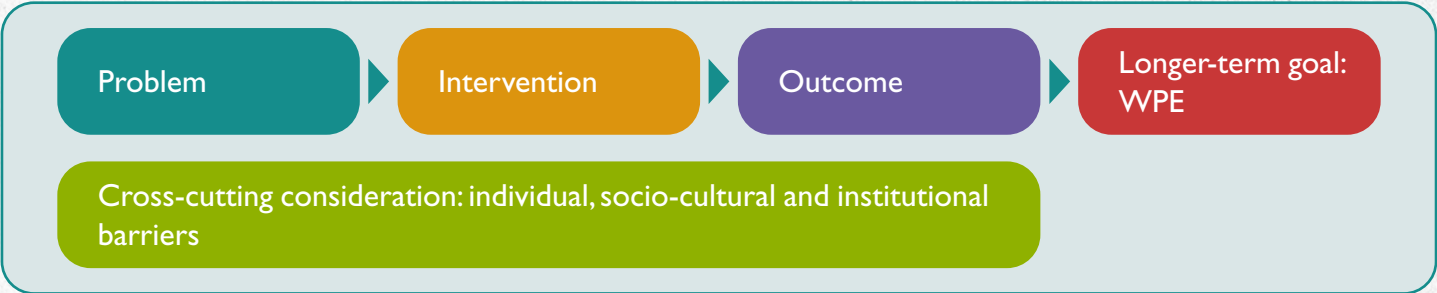 Problem
Intervention
Outcome
Longer-term goal:
WPE
Cross-cutting consideration: individual, socio-cultural and institutional
barriers